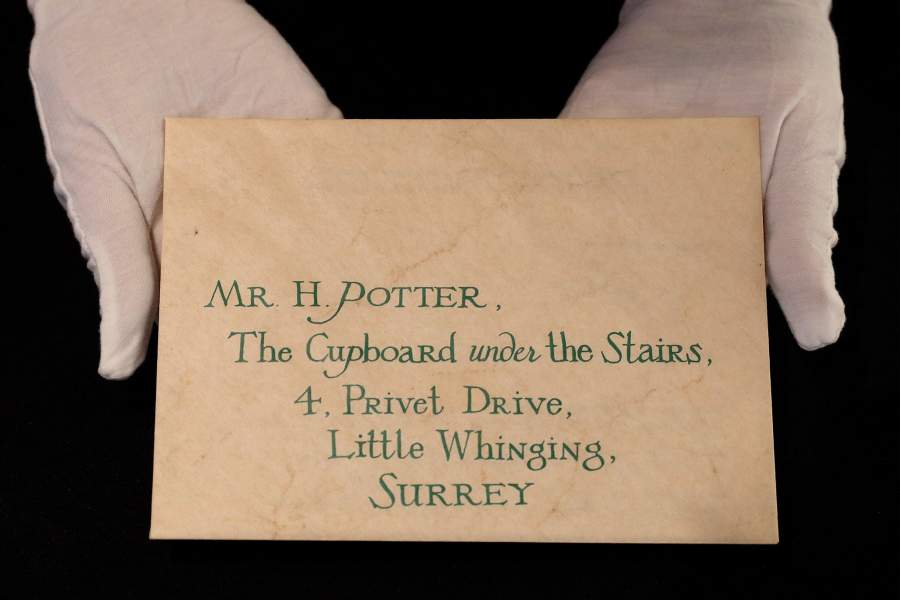 Mr. H. Potter,
The Cupboard under the Stairs,
4, Privet Drive,
Little Whinging,
Surrey